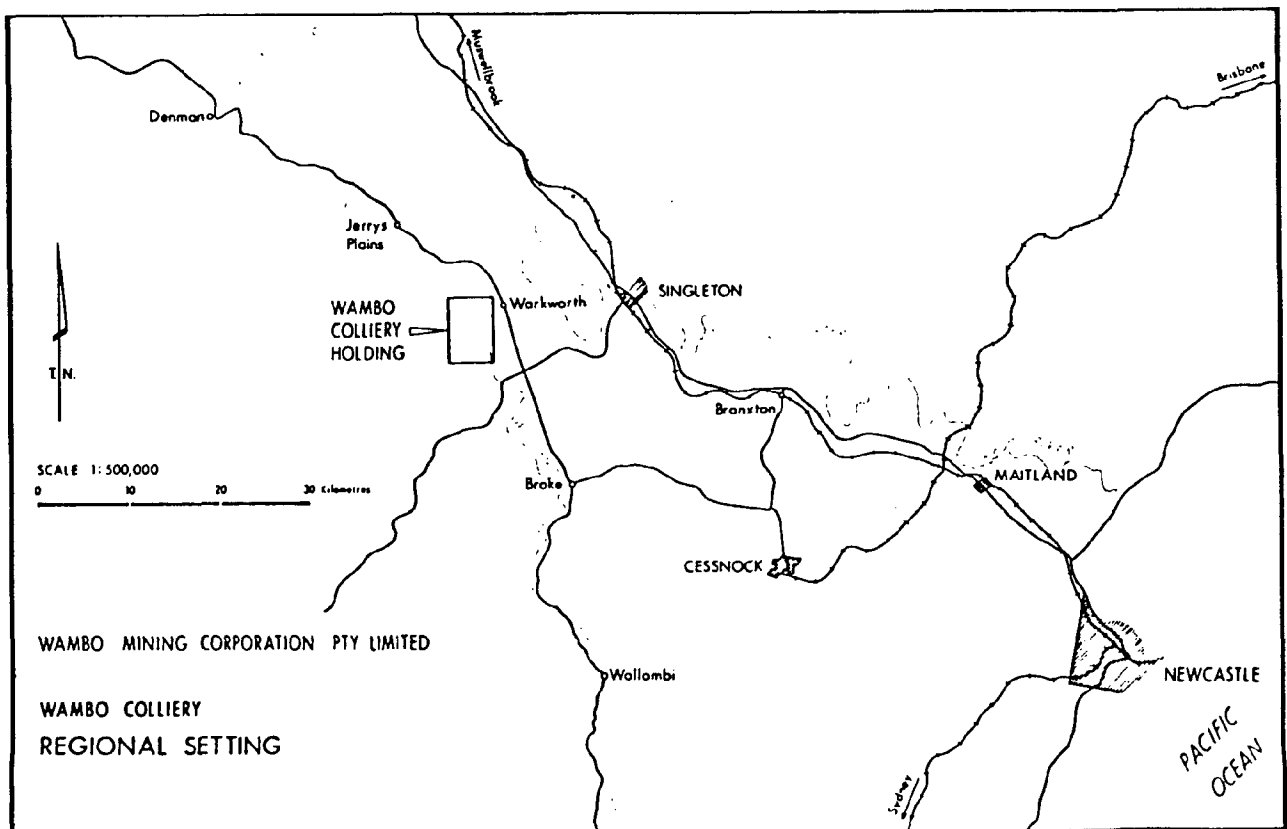 Muswellbrook
Brisbane
Denman
Jerrys
Plains
WAMBO
COLLIERY
HOLDING
Warkworth
SINGLETON
T.N.
Branxton
SCALE 1:500,000
0 10 20 30 Kilometres
Broke
MAITLAND
CESSNOCK
WAMBO MINING CORPORATION PTY LIMITED
Wollombi
NEWCASTLE
WAMBO COLLIERY
REGIONAL SETTING
PACIFIC
OCEAN
Sydney